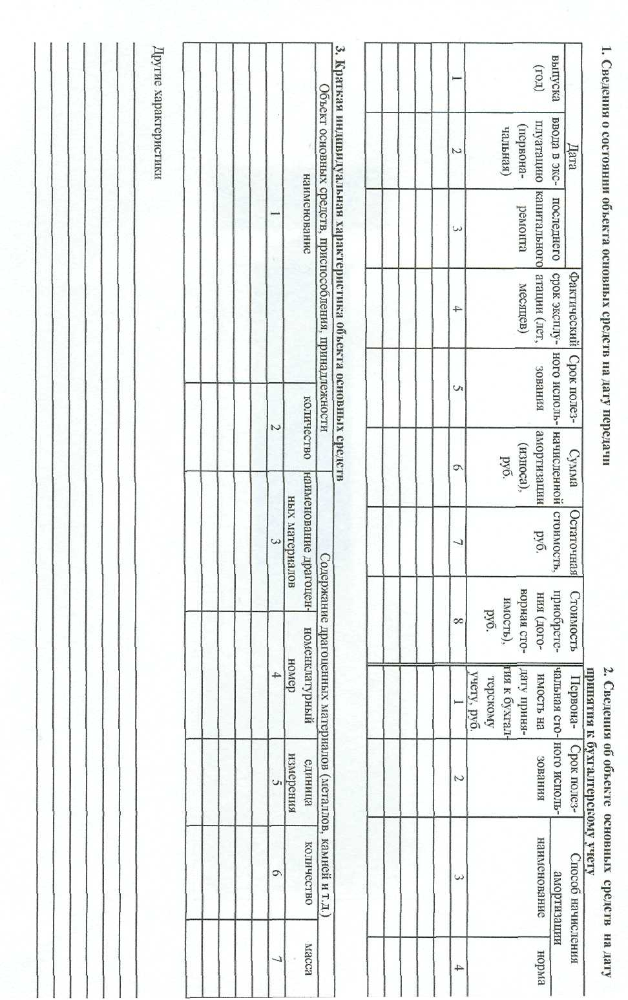 1. Сведения о состоянии объекта основных средств на дату передачи
2. Сведения об объекте основных средств на дату
принятия к бухгалтерскому учету
Дата
выпуска
(год)
ввода в экс-
плуатацию
(первона-
чальная)
последнего
капитального
ремонта
Фактический
срок эксплу-
атации (лет,
месяцев)
Срок полез-
ного исполь-
зования
Сумма
начисленной
амортизации
(износа),
руб.
Остаточная
стоимость,
руб.
Стоимость
приобрете-
ния (дого-
ворная сто-
имость),
руб.
Первона-
чальная сто-
имость на
дату приня-
тия к бухгал-
терскому
учету, руб.
Срок полез-
ного исполь-
зования
Способ начисления
амортизации
наименование
норма
1 2 3 4 5 6 7 8 1 2 3 4
3. Краткая индивидуальная характеристика объекта основных средств
Объект основных средств, приспособления, принадлежности
Содержание драгоценных материалов (металлов, камней и т.д.)
наименование
количество
наименование драгоцен-
ных материалов
номенклатурный
номер
единица
измерения
количество
масса
1 2 3 4 5 6 7
Другие характеристики